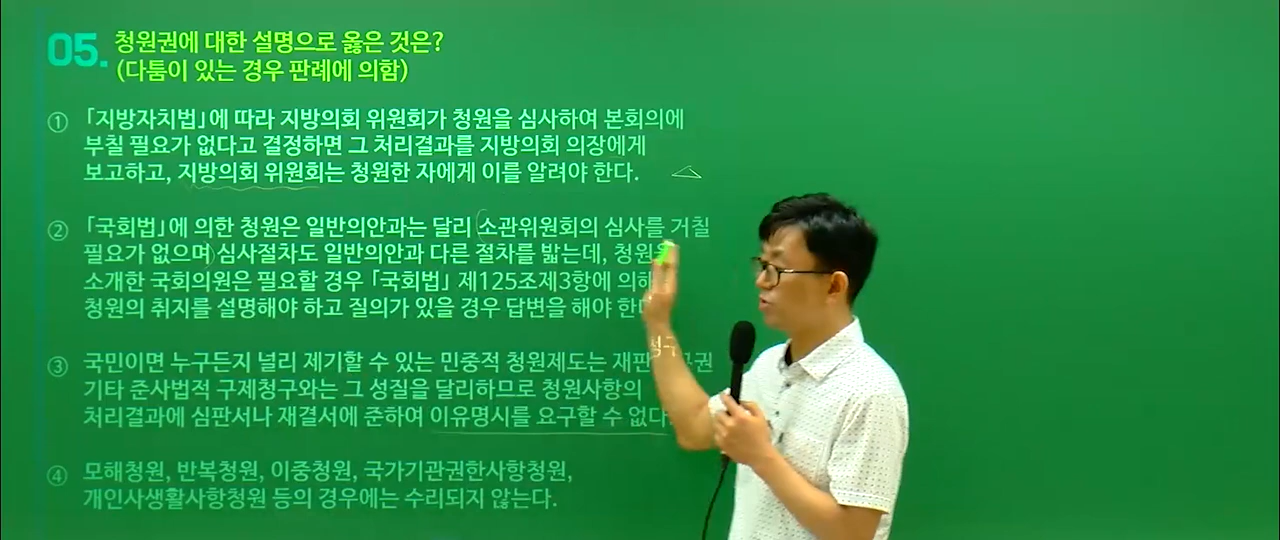 05. 청원권에 대한 설명으로 옳은 것은?
(다툼이 있는 경우 판례에 의함)
① 「지방자치법」에 따라 지방의회 위원회가 청원을 심사하여 본회의에
부칠 필요가 없다고 결정하면 그 처리결과를 지방의회 의장에게
보고하고, 지방의회 위원회는 청원한 자에게 이를 알려야 한다.
② 「국회법」에 의한 청원은 일반의안과는 달리 소관위원회의 심사를 거칠
필요가 없으며 심사절차도 일반의안과 다른 절차를 밟는데,
소개한 국회의원은 필요할 경우 「국회법」 제125조제3항에
청원의 취지를 설명해야 하고 질의가 있을 경우 답변을 해야
③ 국민이면 누구든지 널리 제기할 수 있는 민중적 청원제도는
기타 준사법적 구제청구와는 그 성질을 달리하므로 청원사항의
처리결과에 심판서나 재결서에 준하여 이유명시를 요구할 수 없다
④ 모해청원, 반복청원, 이중청원, 국가기관권한사항청원,
개인사생활사항청원 등의 경우에는 수리되지 않는다.